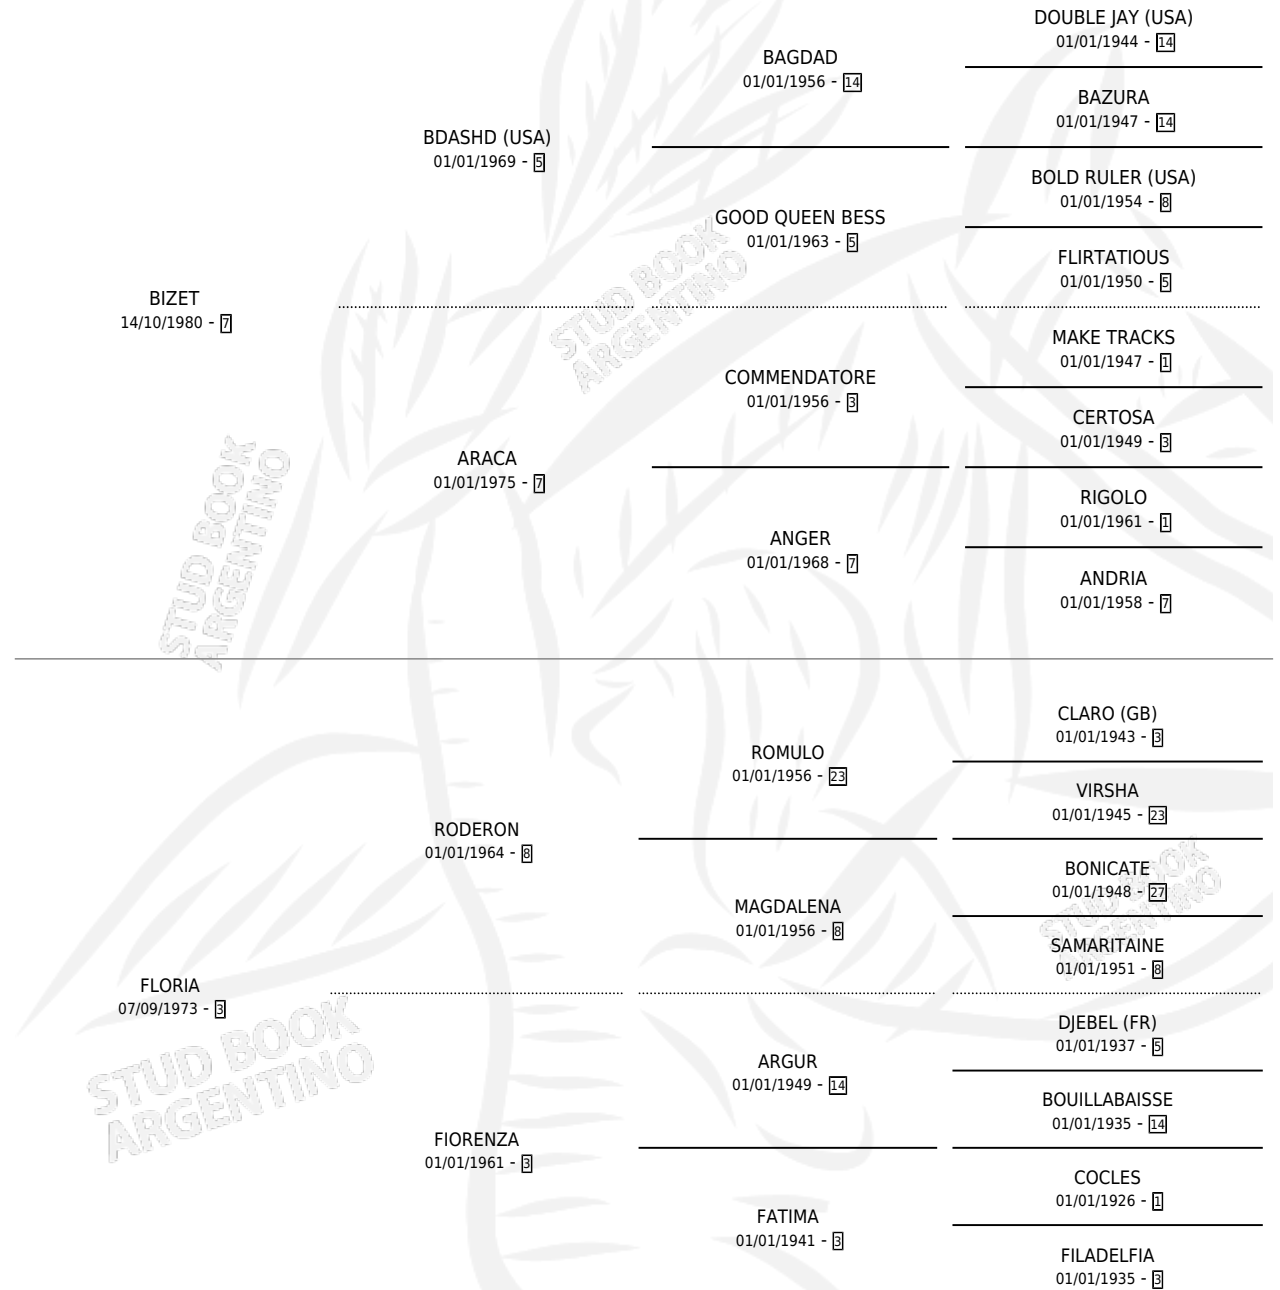 DOUBLE JAY (USA)
01/01/1944 - 14
BAGDAD
01/01/1956 - 14
BAZURA
01/01/1947 - 14
BDASHD (USA)
01/01/1969 - 5
BOLD RULER (USA)
01/01/1954 - 8
GOOD QUEEN BESS
01/01/1963 - 5
FLIRTATIOUS
01/01/1950 - 5
BIZET
14/10/1980 - 7
STUD BOOK
ARGENTINO
MAKE TRACKS
01/01/1947 - 1
COMMENDATORE
01/01/1956 - 3
CERTOSA
01/01/1949 - 3
ARACA
01/01/1975 - 7
RIGOLO
01/01/1961 - 1
ANGER
01/01/1968 - 7
ANDRIA
01/01/1958 - 7
STUD BOOK
ARGENTINO
CLARO (GB)
01/01/1943 - 3
ROMULO
01/01/1956 - 23
VIRSHA
01/01/1945 - 23
RODERON
01/01/1964 - 8
BONICATE
01/01/1948 - 27
MAGDALENA
01/01/1956 - 8
SAMARITAINE
01/01/1951 - 8
STUD BOOK
ARGENTINO
FLORIA
07/09/1973 - 3
DJEBEL (FR)
01/01/1937 - 5
ARGUR
01/01/1949 - 14
BOUILLABAISSE
01/01/1935 - 14
STUD BOOK
ARGENTINO
FIORENZA
01/01/1961 - 3
COCLES
01/01/1926 - 1
FATIMA
01/01/1941 - 3
FILADELFIA
01/01/1935 - 3